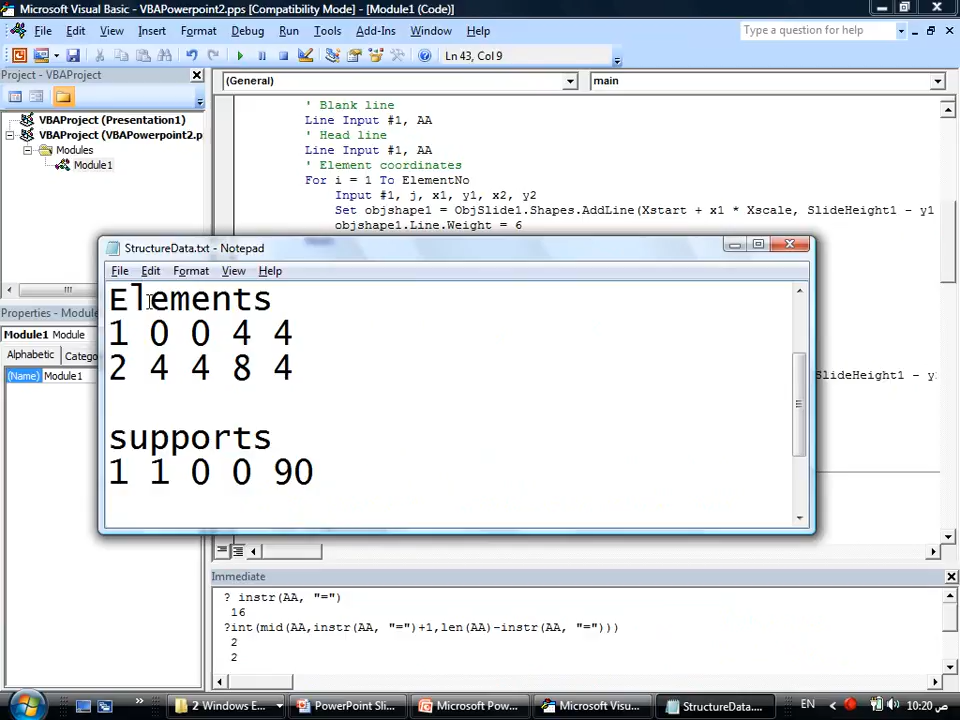 Microsoft Visual Basic - VBAPowerpoint2.pps [Compatibility Mode] - [Module1 (Code)]
File Edit View Insert Format Debug Run Tools Add-Ins Window Help
Type a question for help
Ln 43, Col 9
Project - VBAProject
(General)
main
VBAProject (Presentation1)
VBAProject (VBAPowerpoint2.p
Modules
Module1
' Blank line
Line Input #1, AA
' Head line
Line Input #1, AA
' Element coordinates
For i = 1 To ElementNo
Input #1, j, x1, y1, x2, y2
Set objshape1 = ObjSlide1.Shapes.AddLine(Xstart + x1 * Xscale, SlideHeight1 - y1
objshape1.Line.Weight = 6
StructureData.txt - Notepad
File Edit Format View Help
Elements
1 0 0 4 4
2 4 4 8 4
supports
1 1 0 0 90
Properties - Module
Module1 Module
Alphabetic Catego
(Name) Module1
SlideHeight1 - y
Immediate
? instr(AA, "=")
16
?int(mid(AA,instr(AA, "=")+1,len(AA)-instr(AA, "=")))
2
2
2 Windows E...
PowerPoint Sli...
Microsoft Pow...
Microsoft Visu...
StructureData....
EN
10:20 ص